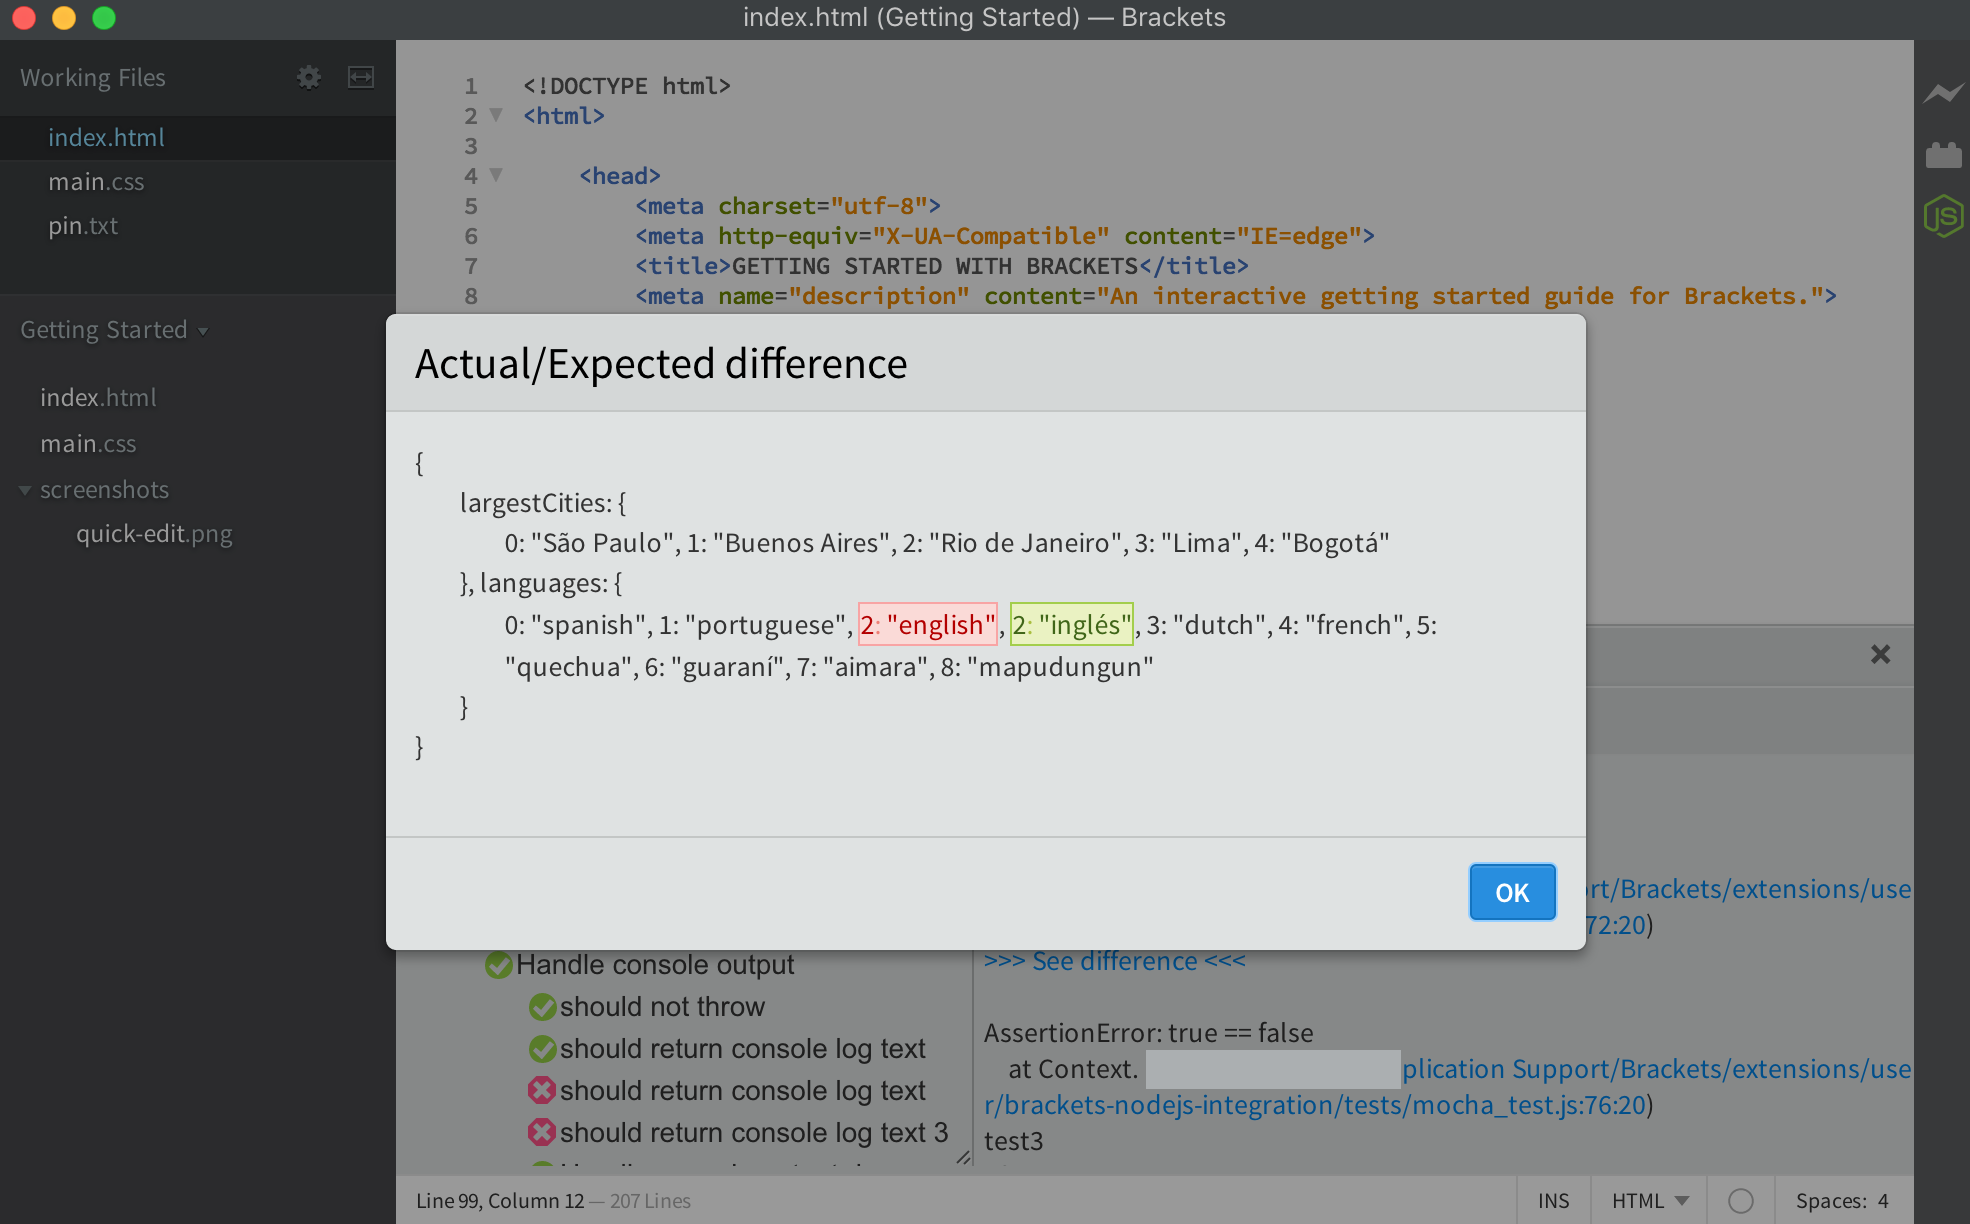 index.html (Getting Started) — Brackets
Working Files
index.html
main.css
pin.txt
Getting Started
index.html
main.css
screenshots
quick-edit.png
1 <!DOCTYPE html>
2 <html>
3
4 <head>
5 <meta charset="utf-8">
6 <meta http-equiv="X-UA-Compatible" content="IE=edge">
7 <title>GETTING STARTED WITH BRACKETS</title>
8 <meta name="description" content="An interactive getting started guide for Brackets.">
JS
Actual/Expected difference
{
largestCities: {
0: "São Paulo", 1: "Buenos Aires", 2: "Rio de Janeiro", 3: "Lima", 4: "Bogotá"
}, languages: {
0: "spanish", 1: "portuguese", 2: "english", 2: "inglés", 3: "dutch", 4: "french", 5:
"quechua", 6: "guaraní", 7: "aimara", 8: "mapudungun"
}
}
OK
Handle console output
should not throw
should return console log text
should return console log text
should return console log text 3
rt/Brackets/extensions/use
72:20)
>>> See difference <<<
AssertionError: true == false
at Context. plication Support/Brackets/extensions/use
r/brackets-nodejs-integration/tests/mocha_test.js:76:20)
test3
Line 99, Column 12 — 207 Lines
INS
HTML
Spaces: 4